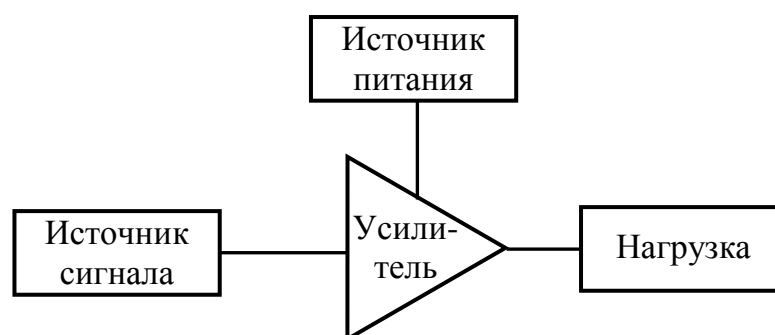 Источник
питания
Источник
сигнала
Усили-
тель
Нагрузка